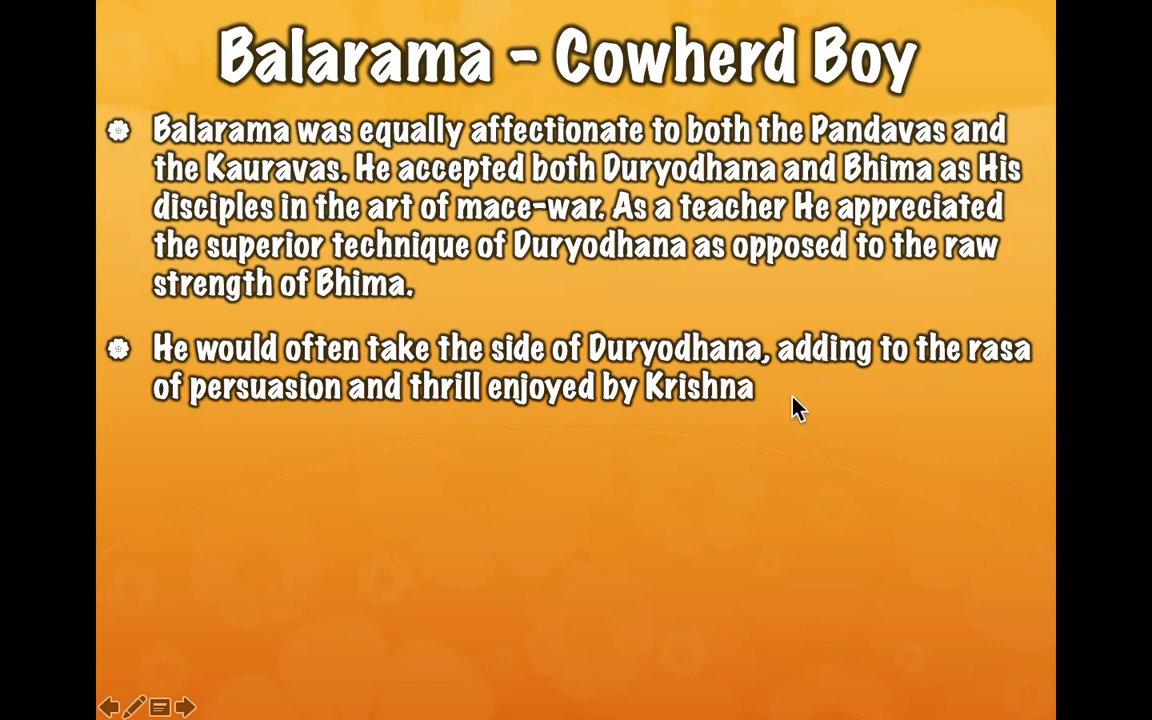 Balarama - Cowherd Boy
Balarama was equally affectionate to both the Pandavas and
the Kauravas. He accepted both Duryodhana and Bhima as His
disciples in the art of mace-war. As a teacher He appreciated
the superior technique of Duryodhana as opposed to the raw
strength of Bhima.
He would often take the side of Duryodhana, adding to the rasa
of persuasion and thrill enjoyed by Krishna